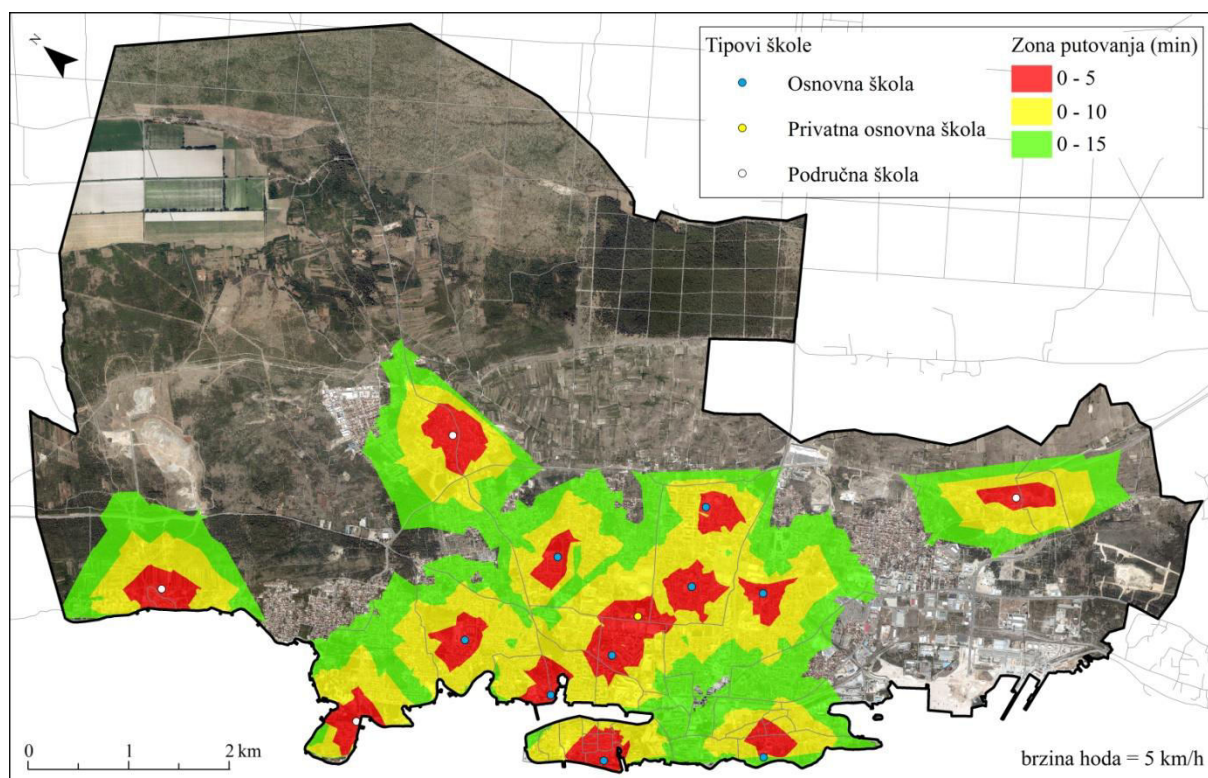 N
Tipovi škole
Osnovna škola
Privatna osnovna škola
Područna škola
Zona putovanja (min)
0 - 5
0 - 10
0 - 15
0 1 2 km
brzina hoda = 5 km/h